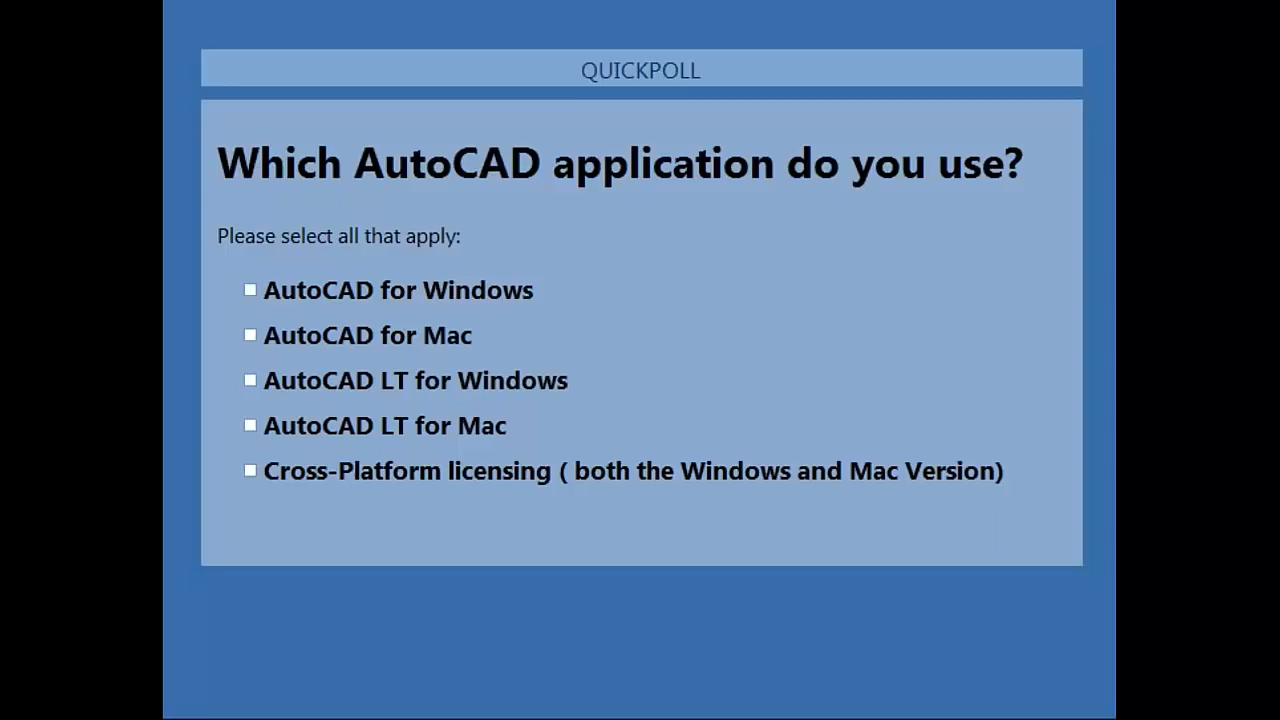 QUICKPOLL
Which AutoCAD application do you use?
Please select all that apply:
AutoCAD for Windows
AutoCAD for Mac
AutoCAD LT for Windows
AutoCAD LT for Mac
Cross-Platform licensing ( both the Windows and Mac Version)